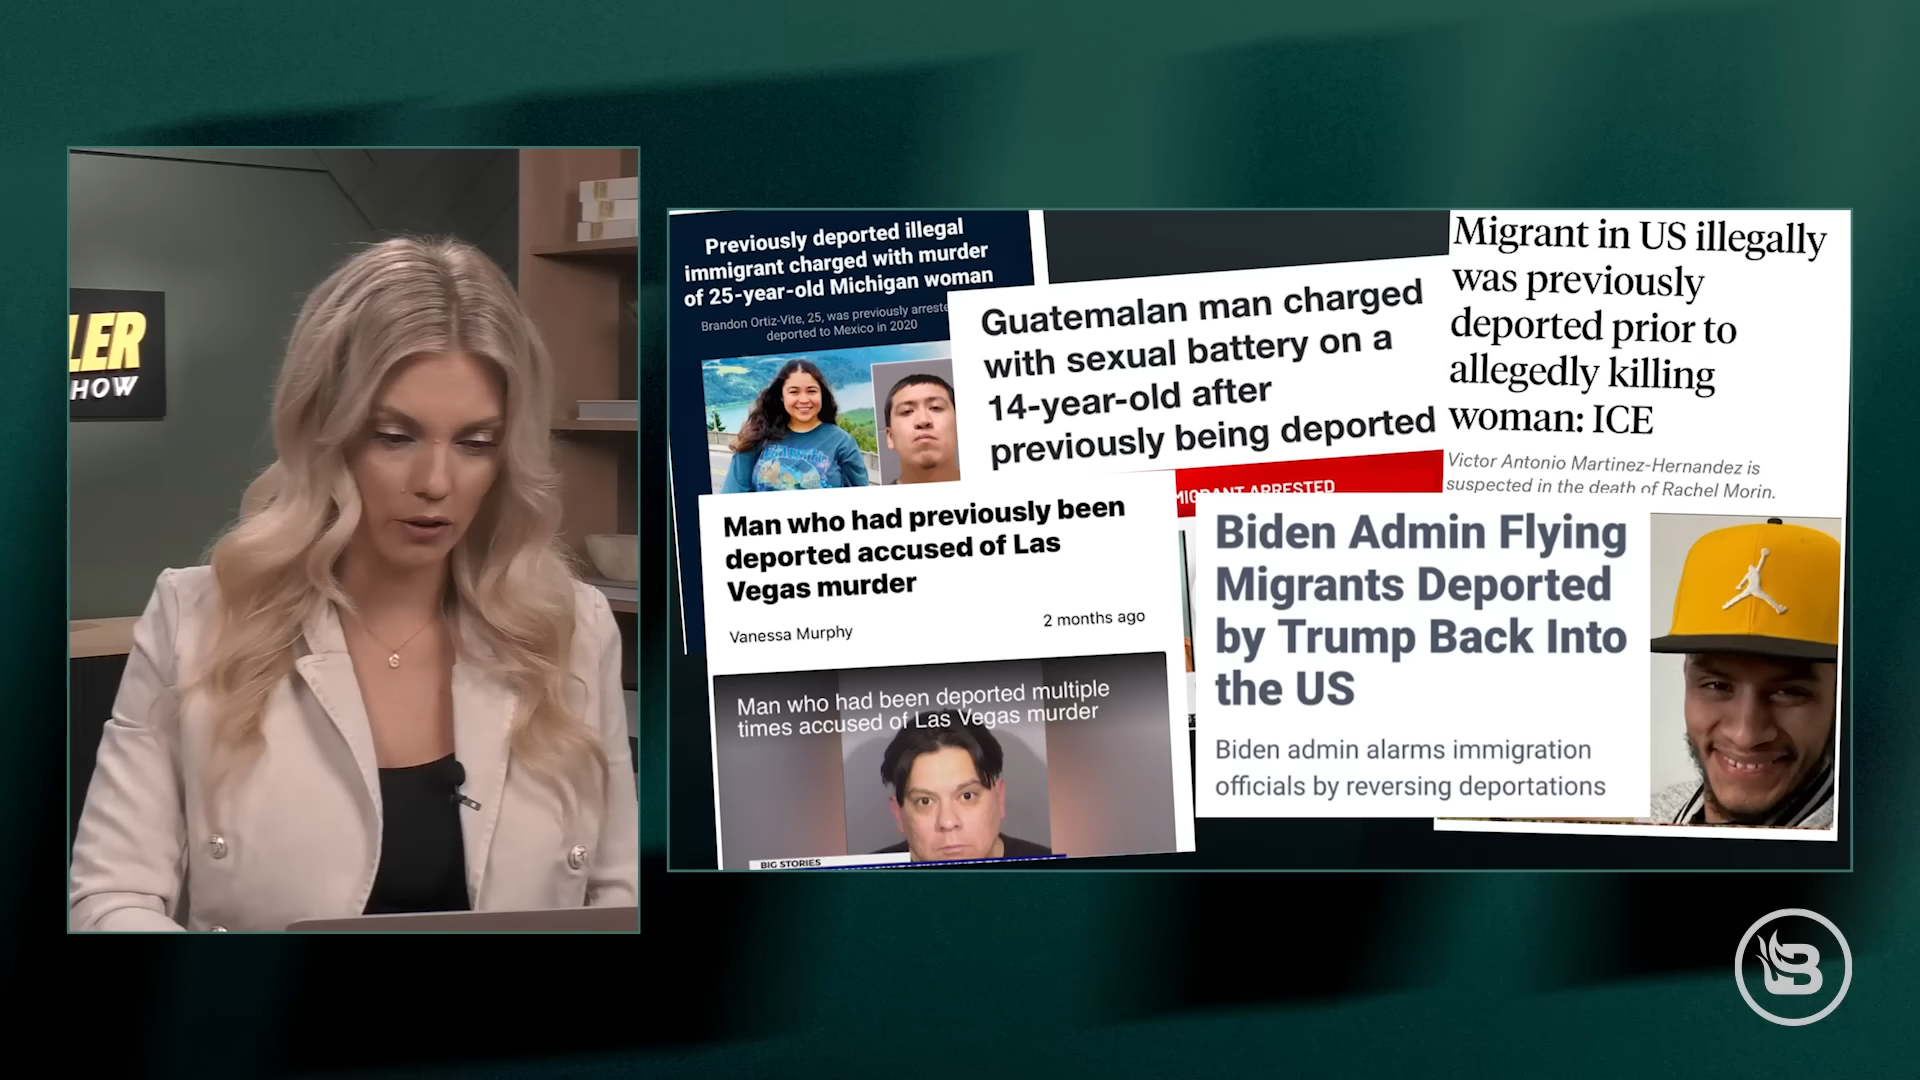 LER
HOW
Previously deported illegal
immigrant charged with murder
of 25-year-old Michigan woman
Brandon Ortiz-Vite, 25, was previously
deported to Mexico in 2020
Guatemalan man charged
with sexual battery on a
14-year-old after
previously being deported
MIGRANT ARRESTED
Migrant in US illegally
was previously
deported prior to
allegedly killing
woman: ICE
Victor Antonio Martinez-Hernandez is
suspected in the death of Rachel Morin.
Man who had previously been
deported accused of Las
Vegas murder
Vanessa Murphy
2 months ago
Man who had been deported multiple
times accused of Las Vegas murder
BIG STORIES
Biden Admin Flying
Migrants Deported
by Trump Back Into
the US
Biden admin alarms immigration
officials by reversing deportations
B